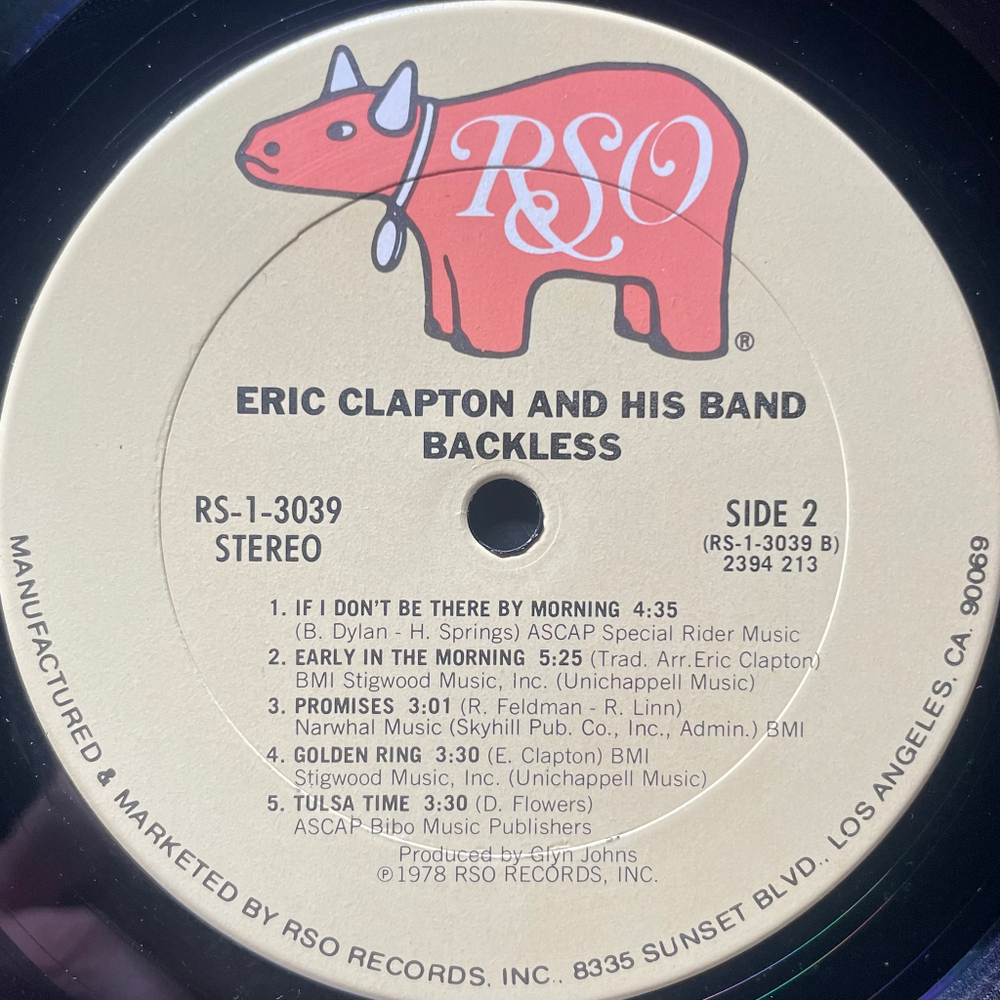 RSO
®
ERIC CLAPTON AND HIS BAND
BACKLESS
RS-1-3039
STEREO
SIDE 2
(RS-1-3039 B)
2394 213
1. IF I DON'T BE THERE BY MORNING 4:35
(B. Dylan - H. Springs) ASCAP Special Rider Music
2. EARLY IN THE MORNING 5:25 (Trad. Arr.Eric Clapton)
BMI Stigwood Music, Inc. (Unichappell Music)
3. PROMISES 3:01 (R. Feldman - R. Linn)
Narwhal Music (Skyhill Pub. Co., Inc., Admin.) BMI
4. GOLDEN RING 3:30 (E. Clapton) BMI
Stigwood Music, Inc. (Unichappell Music)
5. TULSA TIME 3:30 (D. Flowers)
ASCAP Bibo Music Publishers
Produced by Glyn Johns
℗1978 RSO RECORDS, INC.
MANUFACTURED & MARKETED BY RSO RECORDS, INC., 8335 SUNSET BLVD., LOS ANGELES, CA. 90069